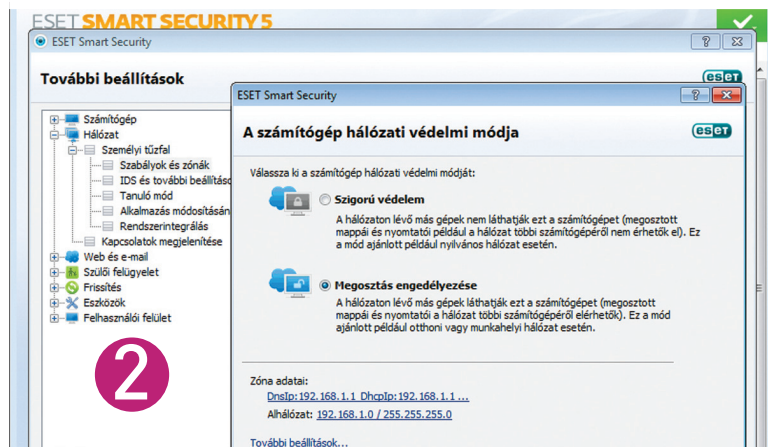 ESET SMART SECURITY 5
ESET Smart Security
További beállítások
eset
Számítógép
Hálózat
Személyi tűzfal
Szabályok és zónák
IDS és további beállítás
Tanuló mód
Alkalmazás módosításán
Rendszerintegrálás
Kapcsolatok megjelenítése
Web és e-mail
Szülői felügyelet
Frissítés
Eszközök
Felhasználói felület
2
ESET Smart Security
A számítógép hálózati védelmi módja
eset
Válassza ki a számítógép hálózati védelmi módját:
Szigorú védelem
A hálózaton lévő más gépek nem láthatják ezt a számítógépet (megosztott
mappái és nyomtatói például a hálózat többi számítógépéről nem érhetők el). Ez
a mód ajánlott például nyilvános hálózat esetén.
Megosztás engedélyezése
A hálózaton lévő más gépek láthatják ezt a számítógépet (megosztott
mappái és nyomtatói a hálózat többi számítógépéről elérhetők). Ez a mód
ajánlott például otthoni vagy munkahelyi hálózat esetén.
Zóna adatai:
DnsIp:192.168.1.1 DhcpIp:192.168.1.1 ...
Alhálózat: 192.168.1.0 / 255.255.255.0
További beállítások...